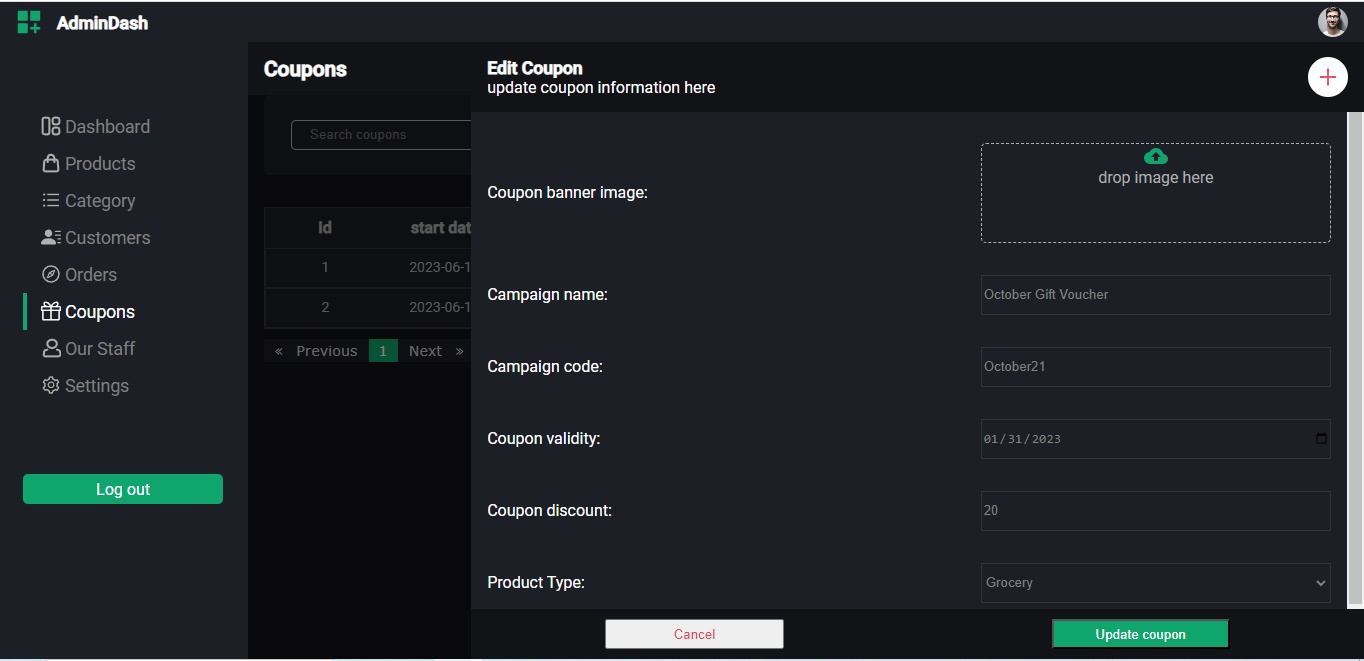 AdminDash
Dashboard
Products
Category
Customers
Orders
Coupons
Our Staff
Settings
Log out
Coupons
Search coupons
Id start dat
1 2023-06-1
2 2023-06-1
« Previous 1 Next »
Edit Coupon
update coupon information here
Coupon banner image:
drop image here
Campaign name:
October Gift Voucher
Campaign code:
October21
Coupon validity:
01/31/2023
Coupon discount:
20
Product Type:
Grocery
Cancel
Update coupon